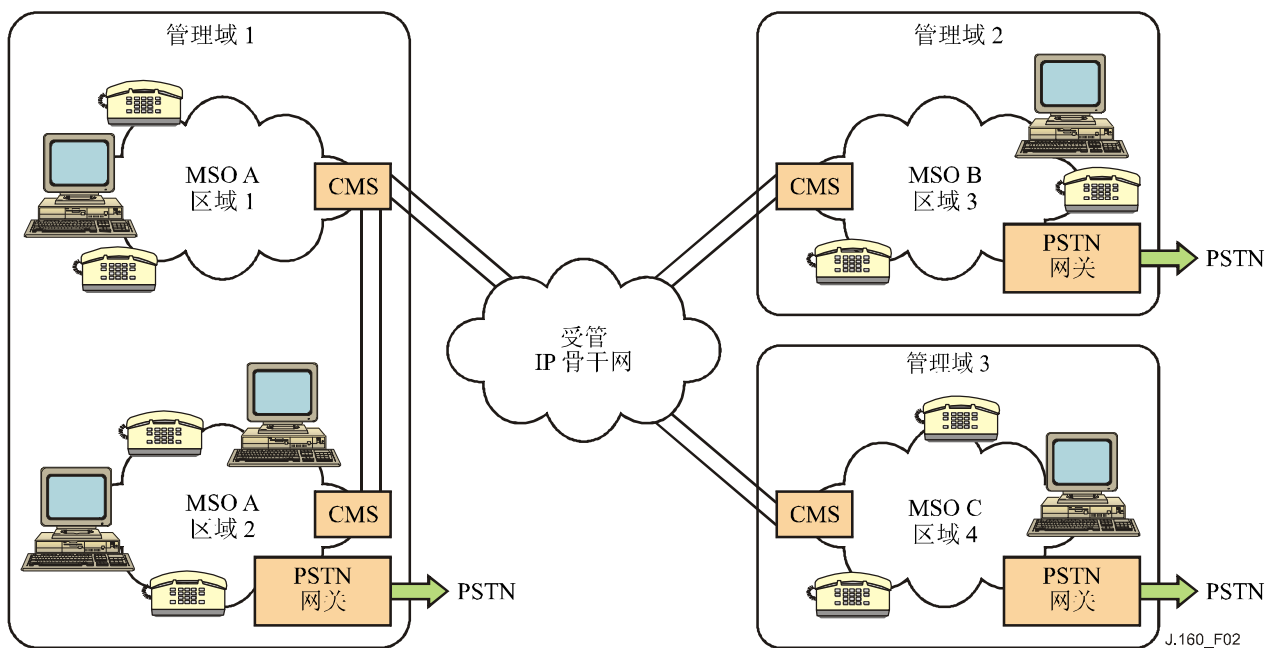 管理域 1
MSO A
区域 1
CMS
MSO A
区域 2
CMS
PSTN
网关
PSTN
受管
IP 骨干网
管理域 2
CMS
MSO B
区域 3
PSTN
网关
PSTN
管理域 3
CMS
MSO C
区域 4
PSTN
网关
PSTN
J.160_F02